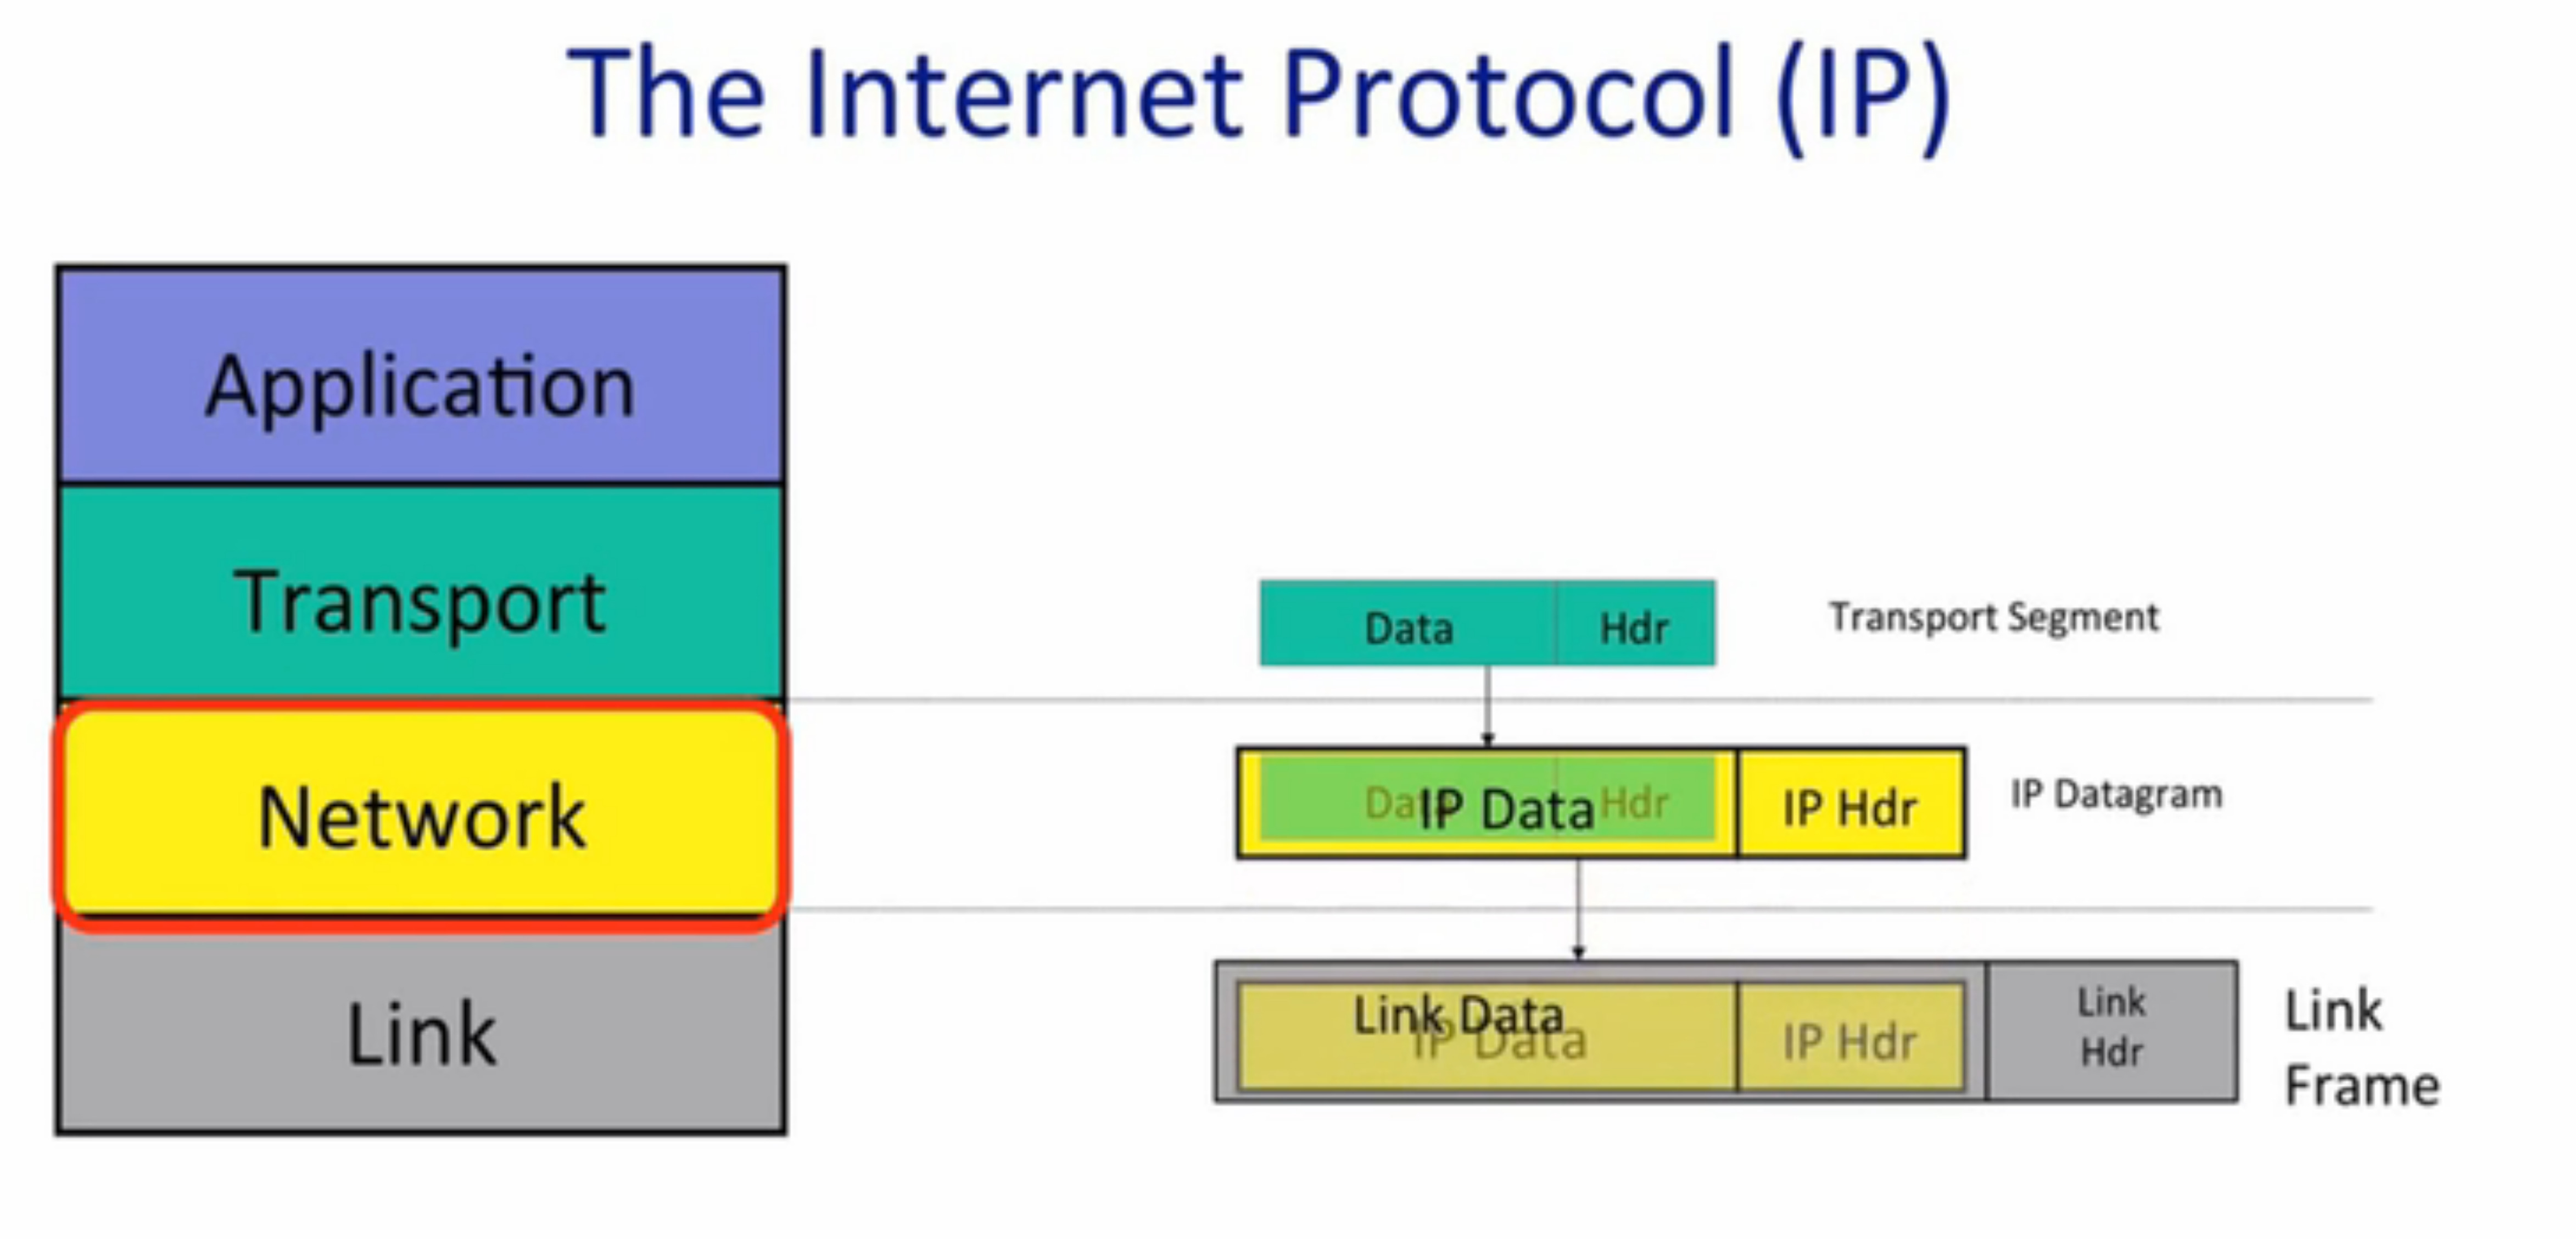 The Internet Protocol (IP)
Application
Transport
Network
Link
Data Hdr Transport Segment
Data Hdr
IP Data IP Hdr IP Datagram
Link Data
IP Data IP Hdr
Link
Hdr
Link
Frame